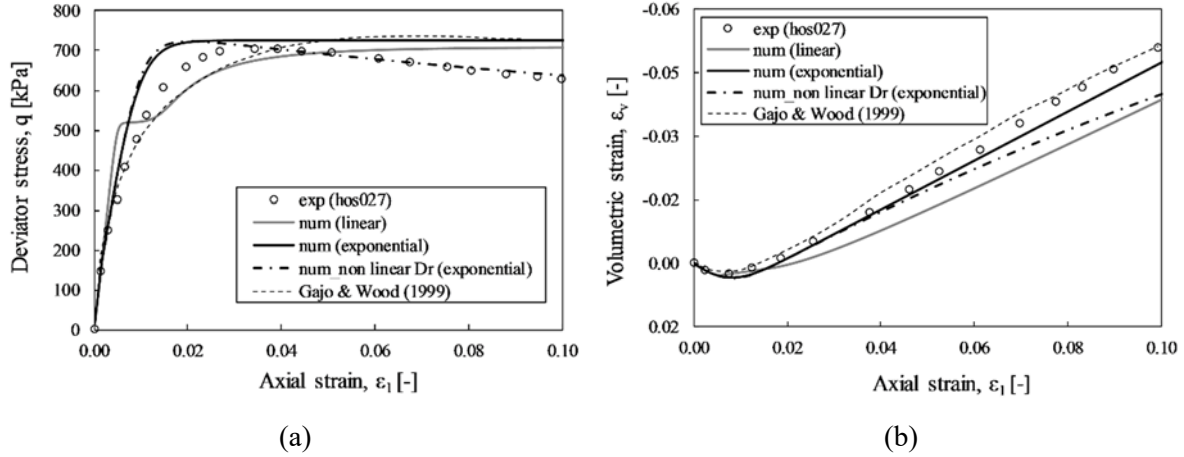 800
700
600
500
400
300
200
100
0
Deviator stress, q [kPa]
exp (hos027)
num (linear)
num (exponential)
num_non linear Dr (exponential)
Gajo & Wood (1999)
0.00 0.02 0.04 0.06 0.08 0.10
Axial strain, ε₁ [-]
(a)
-0.06
-0.05
-0.03
-0.02
0.00
0.02
Volumetric strain, εᵥ [-]
exp (hos027)
num (linear)
num (exponential)
num_non linear Dr (exponential)
Gajo & Wood (1999)
0.00 0.02 0.04 0.06 0.08 0.10
Axial strain, ε₁ [-]
(b)